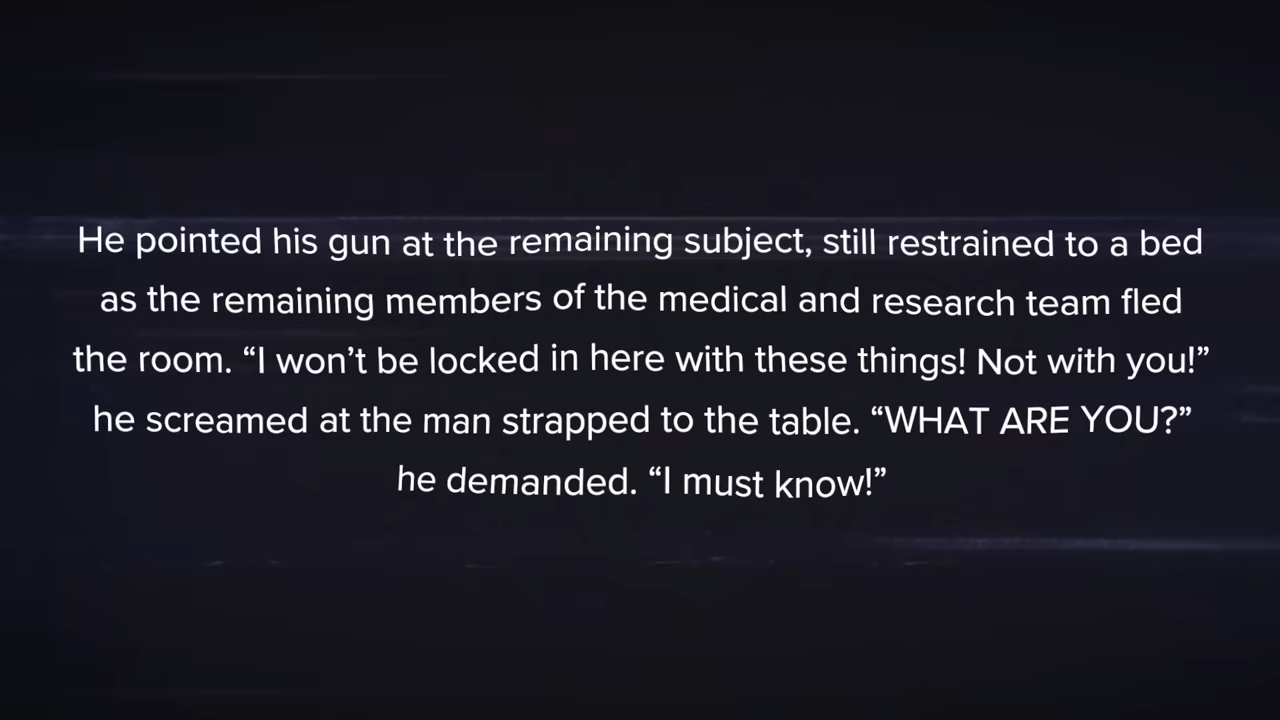 He pointed his gun at the remaining subject, still restrained to a bed
as the remaining members of the medical and research team fled
the room. “I won’t be locked in here with these things! Not with you!”
he screamed at the man strapped to the table. “WHAT ARE YOU?”
he demanded. “I must know!”